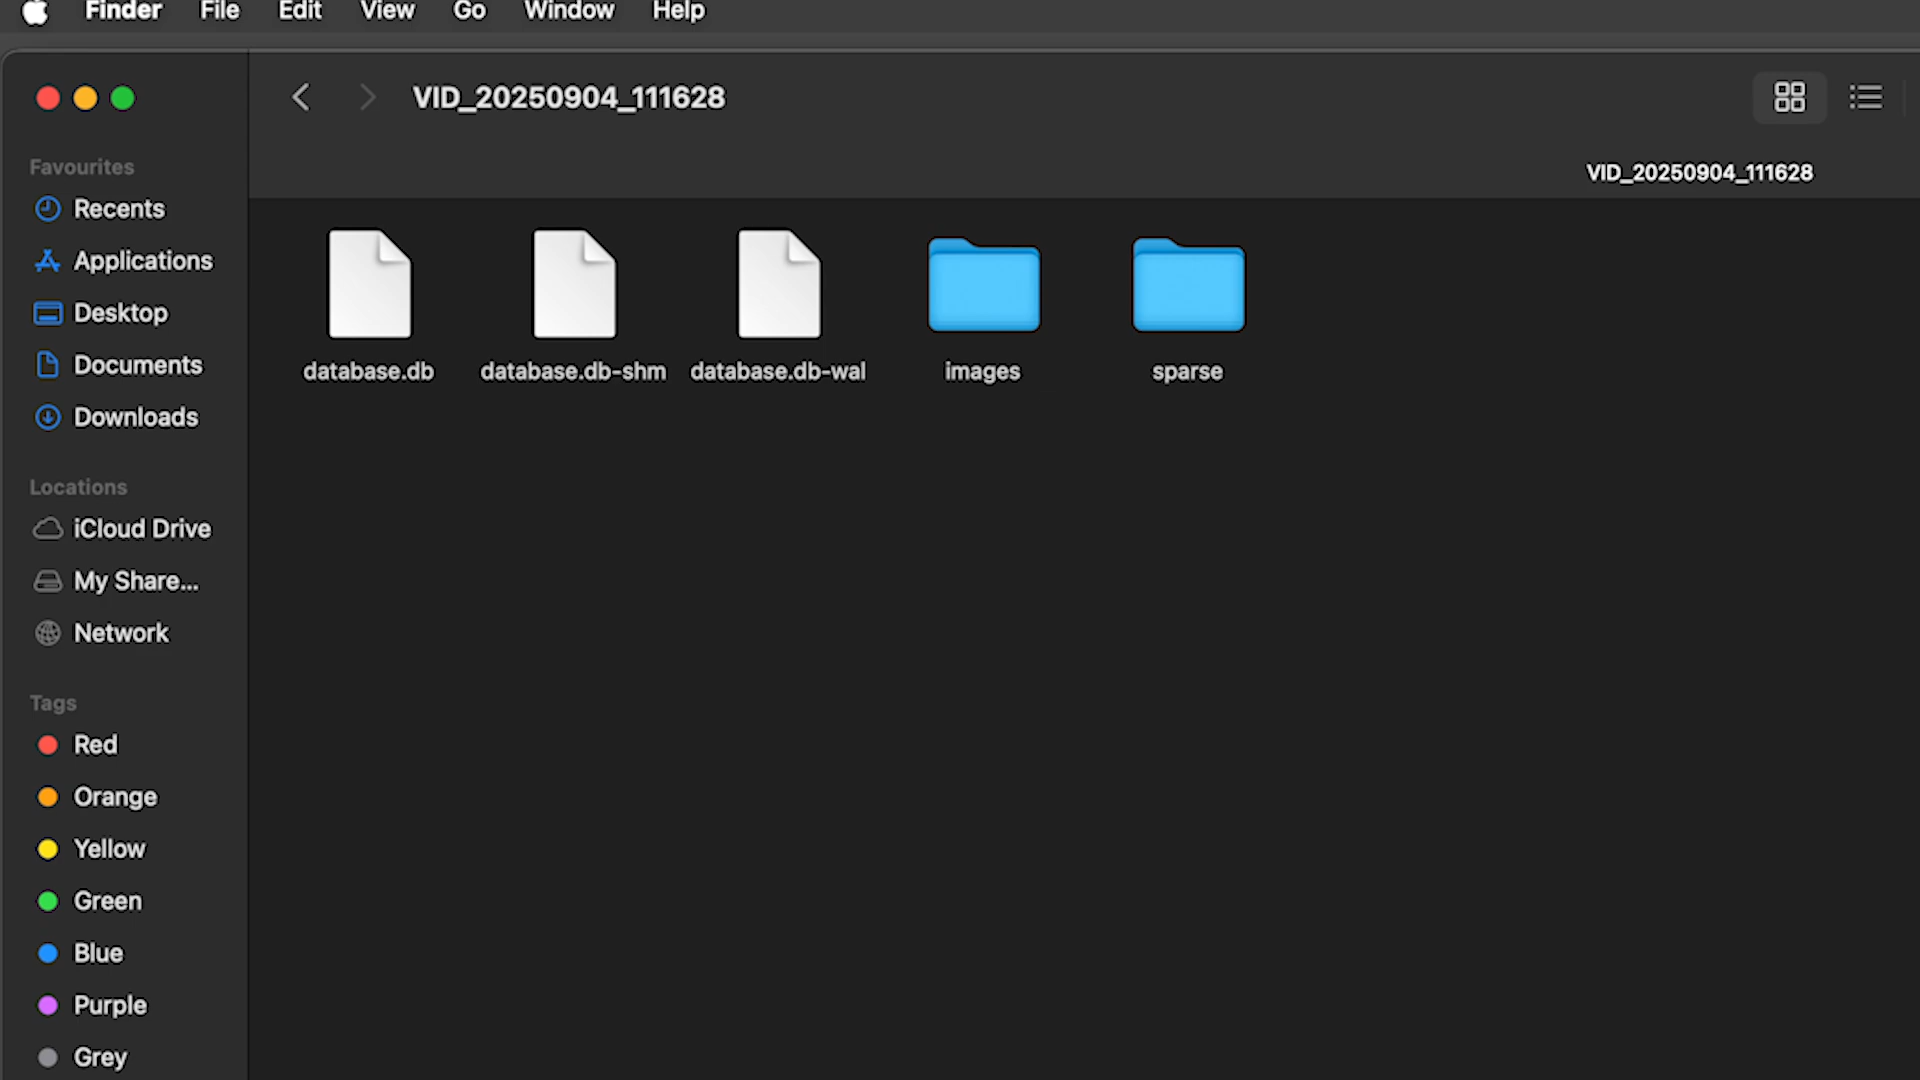 Finder File Edit View Go Window Help
VID_20250904_111628
VID_20250904_111628
Favourites
Recents
Applications
Desktop
Documents
Downloads
Locations
iCloud Drive
My Share...
Network
Tags
Red
Orange
Yellow
Green
Blue
Purple
Grey
database.db
database.db-shm
database.db-wal
images
sparse